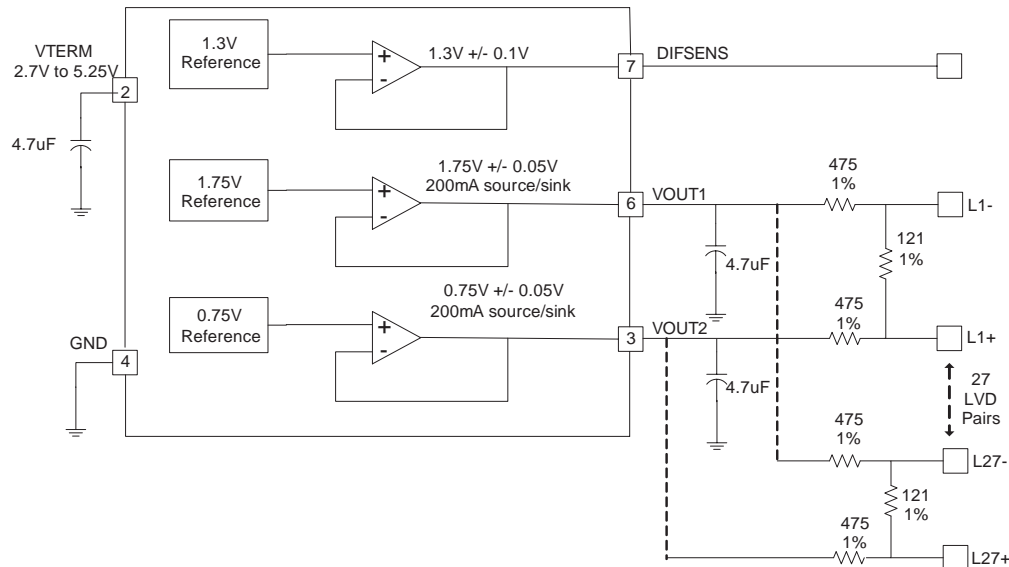 VTERM
2.7V to 5.25V
2
4.7uF
GND
4
1.3V
Reference
+
-
1.3V +/- 0.1V
7
DIFSENS
1.75V
Reference
+
-
1.75V +/- 0.05V
200mA source/sink
6
VOUT1
4.7uF
475
1%
L1-
121
1%
0.75V
Reference
+
-
0.75V +/- 0.05V
200mA source/sink
3
VOUT2
4.7uF
475
1%
L1+
27
LVD
Pairs
475
1%
L27-
121
1%
475
1%
L27+